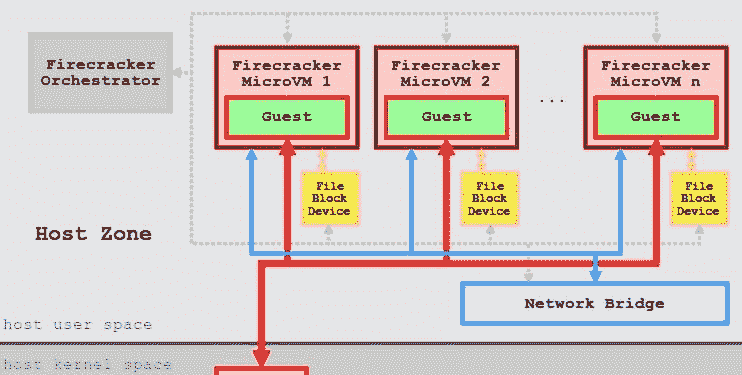 Firecracker
Orchestrator
Firecracker
MicroVM 1
Guest
Firecracker
MicroVM 2
Guest
...
Firecracker
MicroVM n
Guest
File
Block
Device
File
Block
Device
File
Block
Device
Host Zone
Network Bridge
host user space
host kernel space